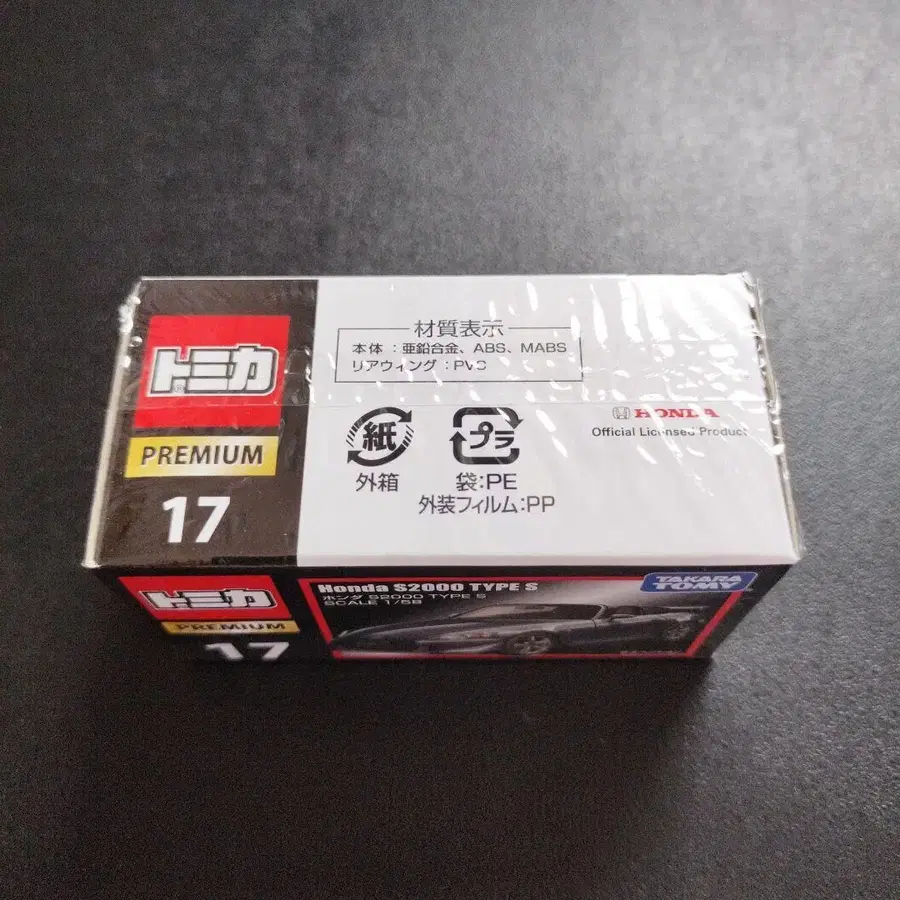 トミカ
PREMIUM
17
材質表示
本体：亜鉛合金、ABS、MABS
リアウィング：PVC
紙
外箱
プラ
袋:PE
外装フィルム:PP
HONDA
Official Licensed Product
トミカ
PREMIUM
17
Honda S2000 TYPE S
ホンダ S2000 TYPE S
SCALE 1/58
TAKARA
TOMY